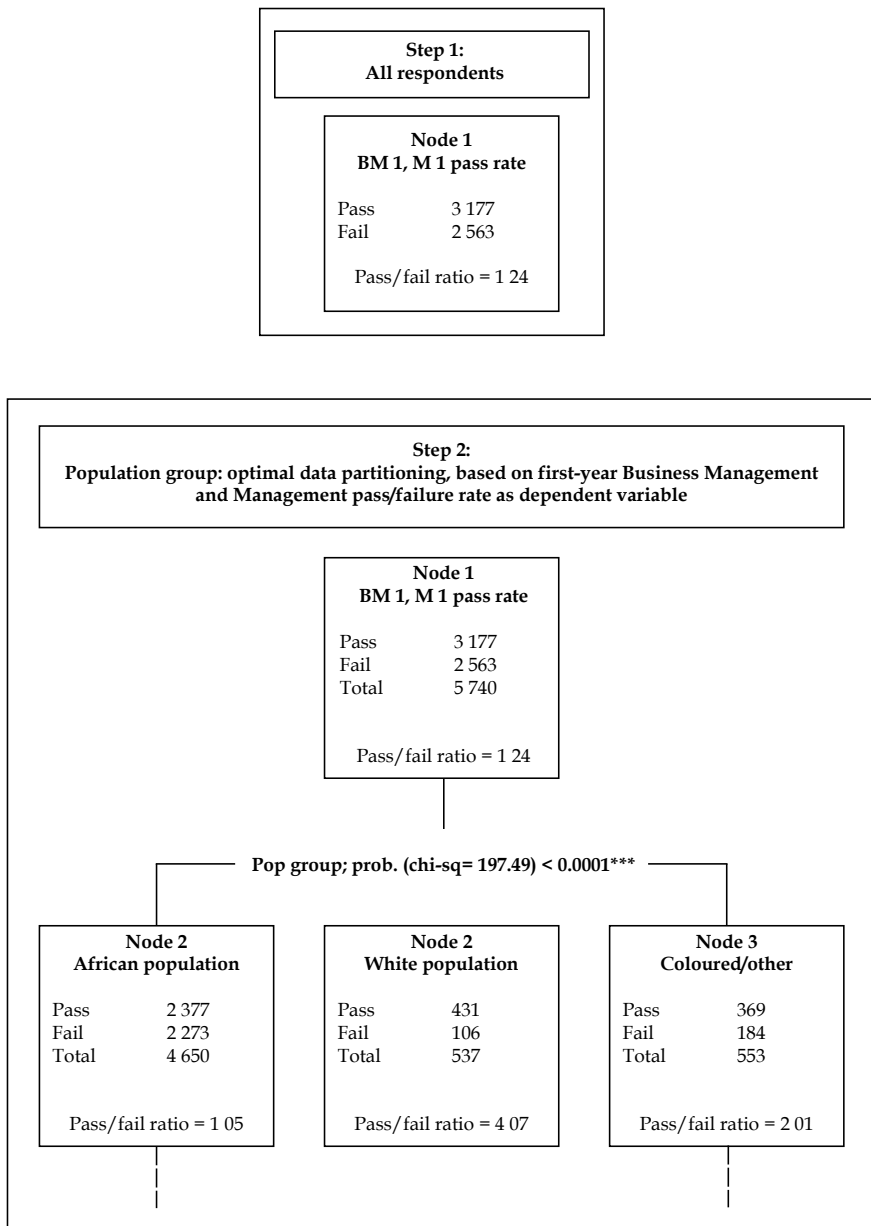 Step 1:
All respondents
Node 1
BM 1, M 1 pass rate
Pass 3 177
Fail 2 563
Pass/fail ratio = 1 24
Step 2:
Population group: optimal data partitioning, based on first-year Business Management
and Management pass/failure rate as dependent variable
Node 1
BM 1, M 1 pass rate
Pass 3 177
Fail 2 563
Total 5 740
Pass/fail ratio = 1 24
Pop group; prob. (chi-sq= 197.49) < 0.0001***
Node 2
African population
Pass 2 377
Fail 2 273
Total 4 650
Pass/fail ratio = 1 05
Node 2
White population
Pass 431
Fail 106
Total 537
Pass/fail ratio = 4 07
Node 3
Coloured/other
Pass 369
Fail 184
Total 553
Pass/fail ratio = 2 01